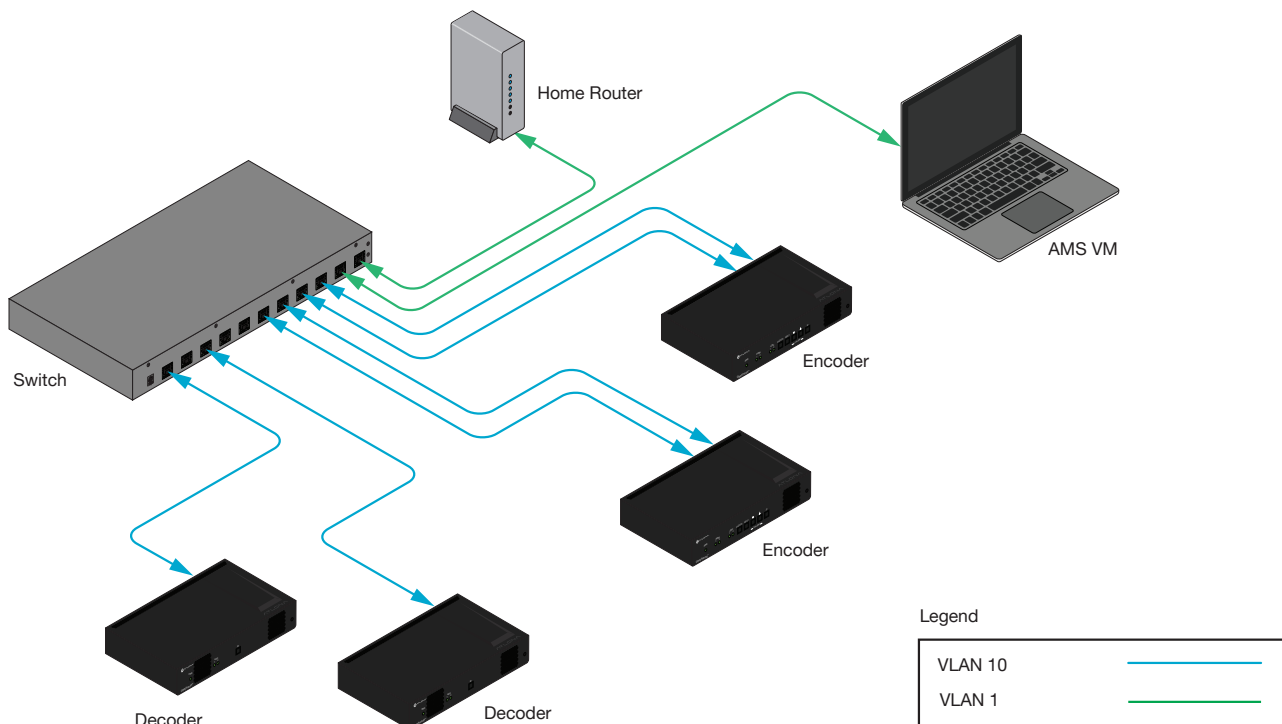 Home Router
AMS VM
Switch
Encoder
Encoder
Decoder
Decoder
Legend
VLAN 10
VLAN 1